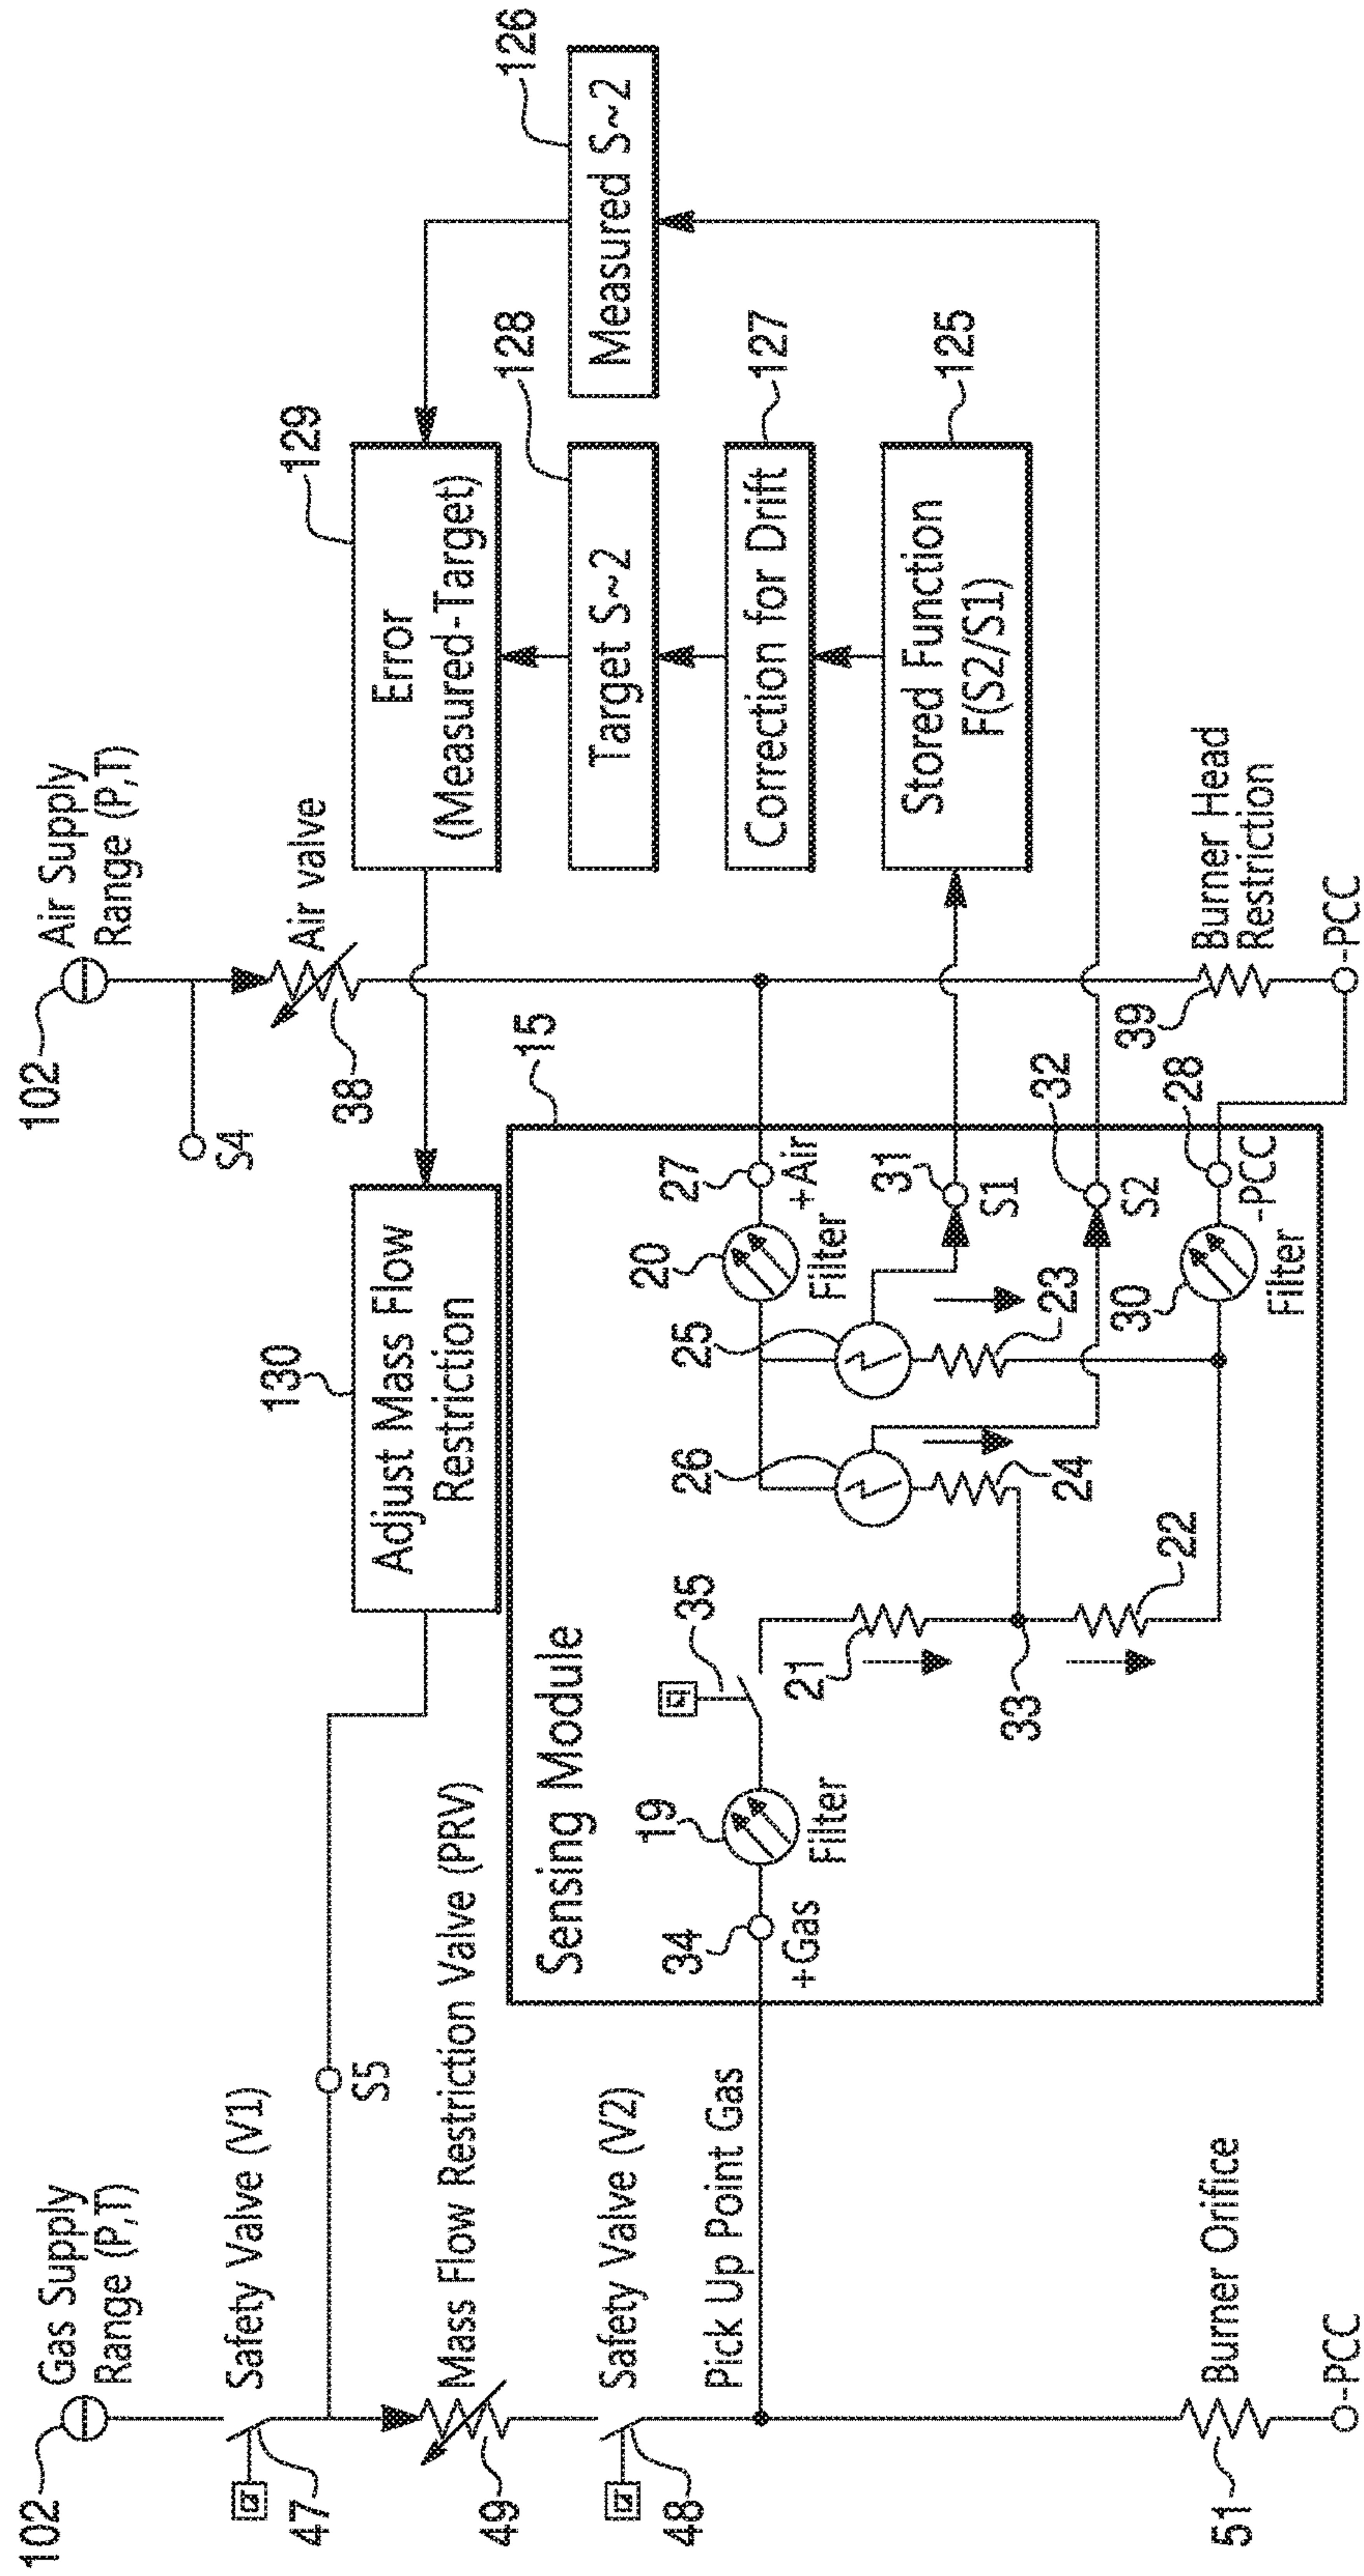 102
Gas Supply
Range (P,T)
102
Air Supply
Range (P,T)
47
Safety Valve (V1)
S5
S4
130
38
Air valve
129
49
Mass Flow Restriction Valve (PRV)
Adjust Mass Flow
Restriction
Error
(Measured-Target)
48
Safety Valve (V2)
Sensing Module
15
128
126
Target S~2
Measured S~2
Pick Up Point Gas
34
+Gas
19
Filter
35
26
25
20
Filter
27
+Air
127
Correction for Drift
21
31
S1
125
Stored Function
F(S2/S1)
33
24
23
32
S2
22
30
Filter
28
-PCC
39
Burner Head
Restriction
51
Burner Orifice
-PCC
-PCC